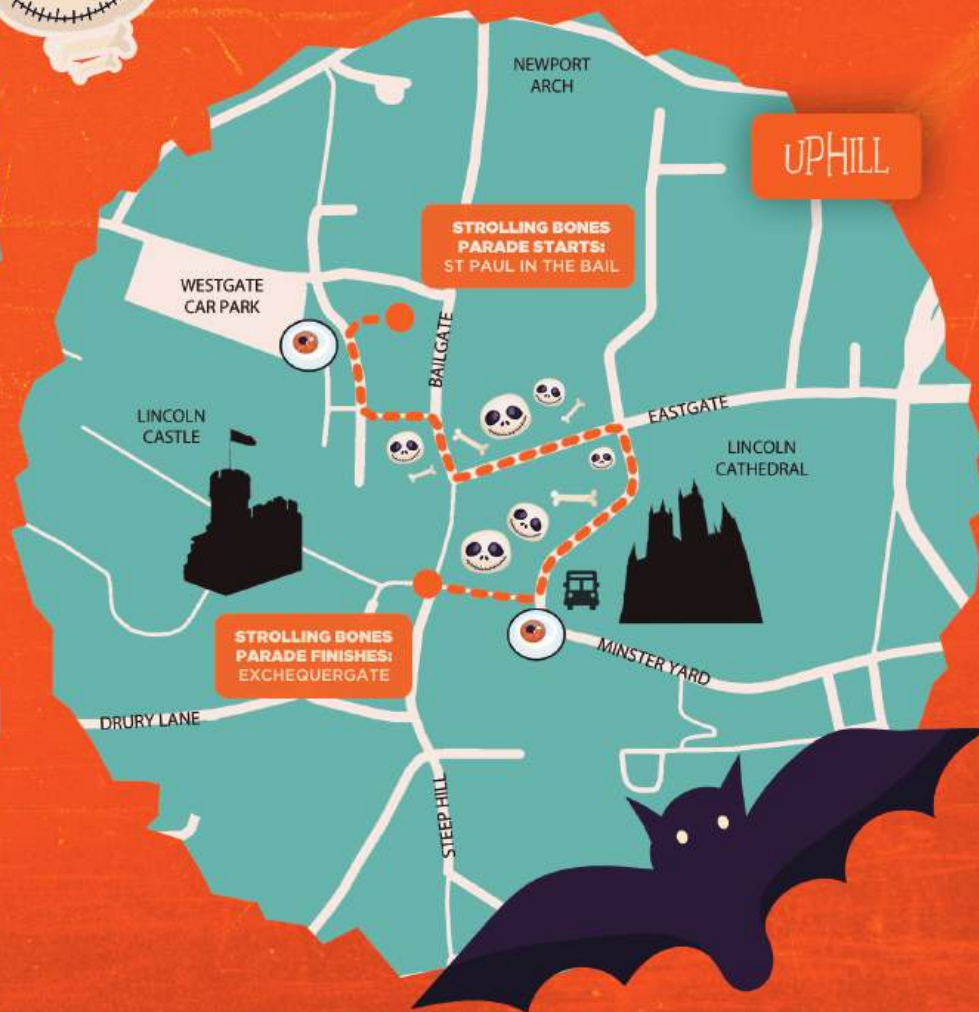 NEWPORT
ARCH
UPHILL
STROLLING BONES
PARADE STARTS:
ST PAUL IN THE BAIL
WESTGATE
CAR PARK
BAILGATE
EASTGATE
LINCOLN
CASTLE
LINCOLN
CATHEDRAL
STROLLING BONES
PARADE FINISHES:
EXCHEQUERGATE
MINSTER YARD
DRURY LANE
STEEP HILL